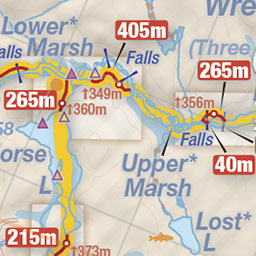 Wre
Lower*
Marsh
405m
Falls
Falls
(Three
265m
265m
↑349m
↑360m
↑356m
58
orse
L
Falls
40m
Upper*
Marsh
Lost*
L
215m
↑373m